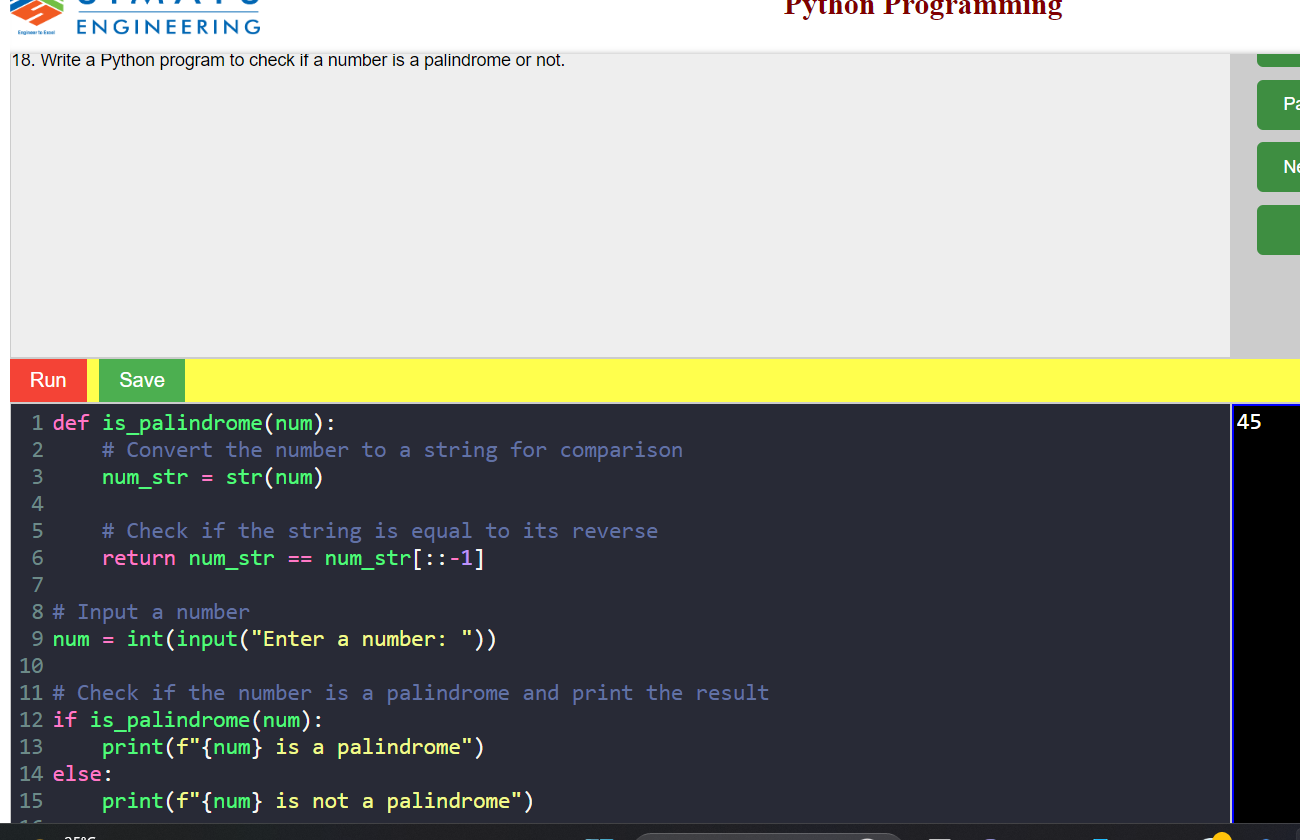 ENGINEERING
Engineer to Excel
Python Programming
18. Write a Python program to check if a number is a palindrome or not.
Run
Save
1 def is_palindrome(num):
2     # Convert the number to a string for comparison
3     num_str = str(num)
4
5     # Check if the string is equal to its reverse
6     return num_str == num_str[::-1]
7
8 # Input a number
9 num = int(input("Enter a number: "))
10
11 # Check if the number is a palindrome and print the result
12 if is_palindrome(num):
13     print(f"{num} is a palindrome")
14 else:
15     print(f"{num} is not a palindrome")
45